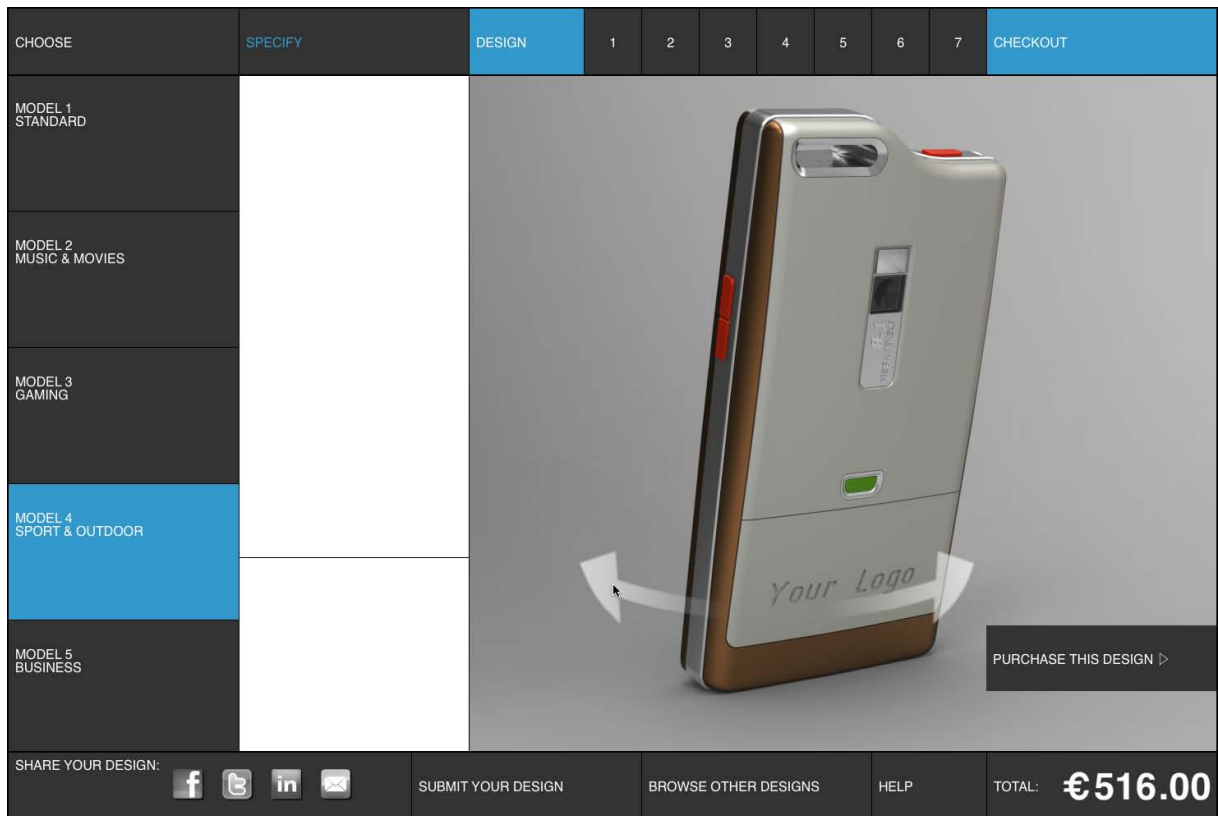 CHOOSE
SPECIFY
DESIGN
1
2
3
4
5
6
7
CHECKOUT
MODEL 1
STANDARD
MODEL 2
MUSIC & MOVIES
MODEL 3
GAMING
MODEL 4
SPORT & OUTDOOR
MODEL 5
BUSINESS
Your Logo
PURCHASE THIS DESIGN
SHARE YOUR DESIGN:
SUBMIT YOUR DESIGN
BROWSE OTHER DESIGNS
HELP
TOTAL:
€516.00